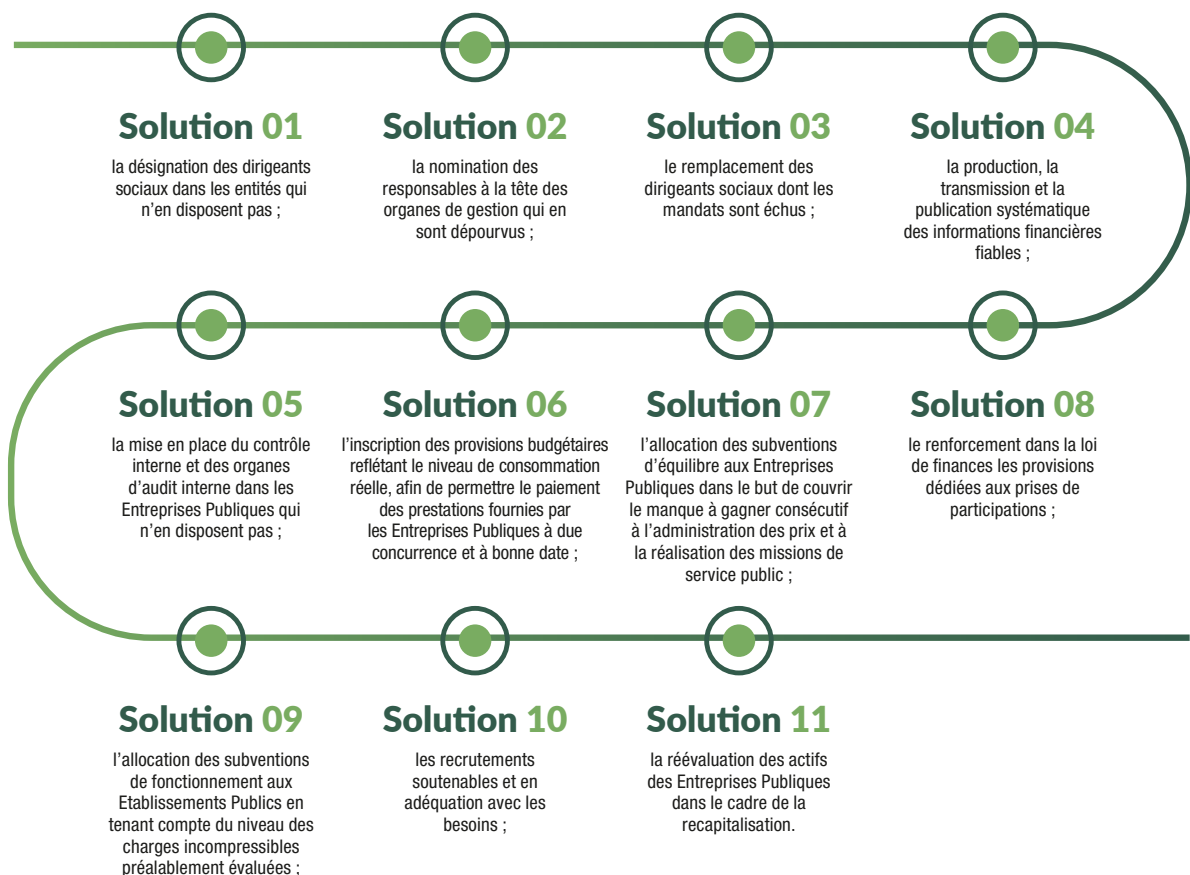 Solution 01
la désignation des dirigeants
sociaux dans les entités qui
n'en disposent pas ;
Solution 02
la nomination des
responsables à la tête des
organes de gestion qui en
sont dépourvus ;
Solution 03
le remplacement des
dirigeants sociaux dont les
mandats sont échus ;
Solution 04
la production, la
transmission et la
publication systématique
des informations financières
fiables ;
Solution 05
la mise en place du contrôle
interne et des organes
d'audit interne dans les
Entreprises Publiques qui
n'en disposent pas ;
Solution 06
l'inscription des provisions budgétaires
reflétant le niveau de consommation
réelle, afin de permettre le paiement
des prestations fournies par
les Entreprises Publiques à due
concurrence et à bonne date ;
Solution 07
l'allocation des subventions
d'équilibre aux Entreprises
Publiques dans le but de couvrir
le manque à gagner consécutif
à l'administration des prix et à
la réalisation des missions de
service public ;
Solution 08
le renforcement dans la loi
de finances les provisions
dédiées aux prises de
participations ;
Solution 09
l'allocation des subventions
de fonctionnement aux
Etablissements Publics en
tenant compte du niveau des
charges incompressibles
préalablement évaluées ;
Solution 10
les recrutements
soutenables et en
adéquation avec les
besoins ;
Solution 11
la réévaluation des actifs
des Entreprises Publiques
dans le cadre de la
recapitalisation.